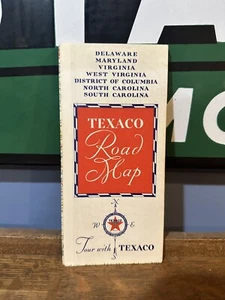 DELAWARE
MARYLAND
VIRGINIA
WEST VIRGINIA
DISTRICT OF COLUMBIA
NORTH CAROLINA
SOUTH CAROLINA
TEXACO
Road
Map
N
W E
S
Tour with TEXACO